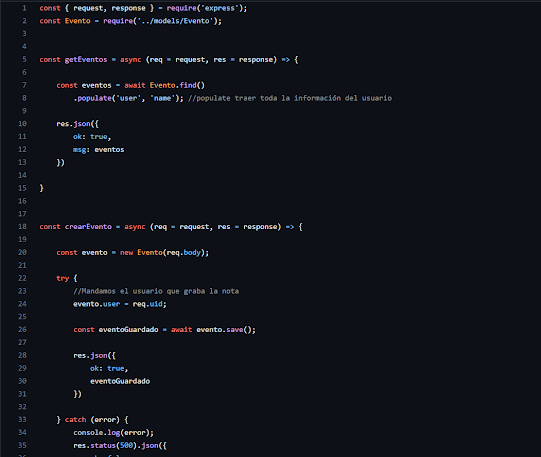 1 const { request, response } = require('express');
2 const Evento = require('../models/Evento');
3
4
5 const getEventos = async (req = request, res = response) => {
6
7 const eventos = await Evento.find()
8 .populate('user', 'name'); //populate traer toda la información del usuario
9
10 res.json({
11 ok: true,
12 msg: eventos
13 })
14
15 }
16
17
18 const crearEvento = async (req = request, res = response) => {
19
20 const evento = new Evento(req.body);
21
22 try {
23 //Mandamos el usuario que graba la nota
24 evento.user = req.uid;
25
26 const eventoGuardado = await evento.save();
27
28 res.json({
29 ok: true,
30 eventoGuardado
31 })
32
33 } catch (error) {
34 console.log(error);
35 res.status(500).json({